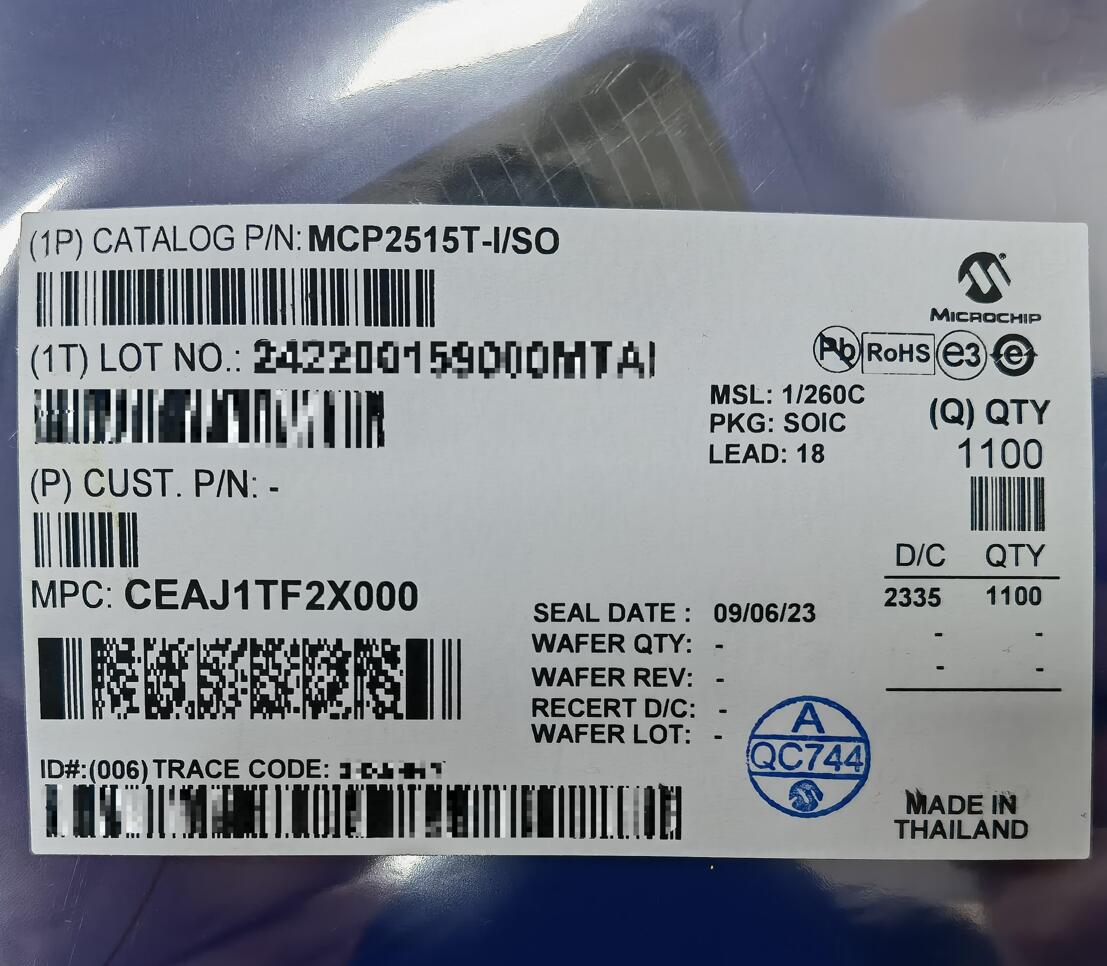 (1P) CATALOG P/N: MCP2515T-I/SO
MICROCHIP
(1T) LOT NO.:
Pb RoHS e3 e
MSL: 1/260C
PKG: SOIC
LEAD: 18
(Q) QTY
1100
(P) CUST. P/N: -
D/C QTY
2335 1100
- -
- -
MPC: CEAJ1TF2X000
SEAL DATE : 09/06/23
WAFER QTY: -
WAFER REV: -
RECERT D/C: -
WAFER LOT: -
A
QC744
ID#:(006) TRACE CODE:
MADE IN
THAILAND